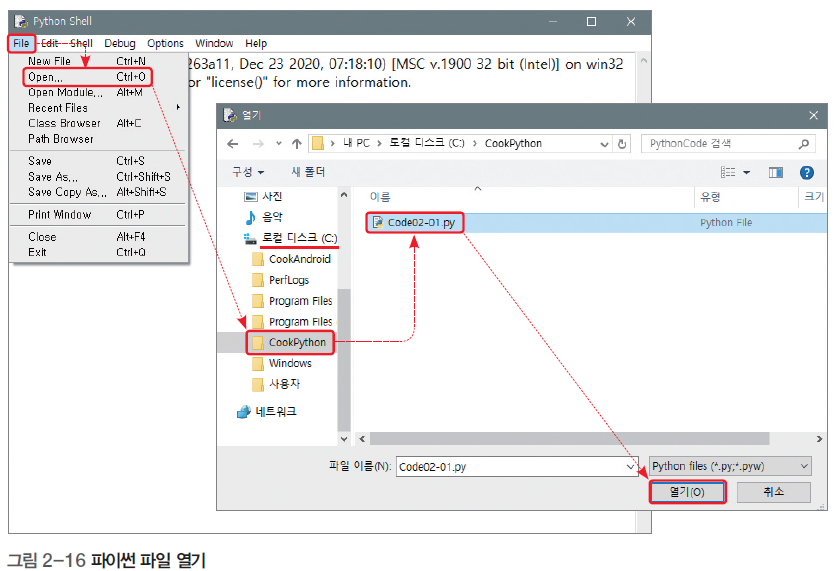 Python Shell
File Edit Shell Debug Options Window Help
263a11, Dec 23 2020, 07:18:10) [MSC v.1900 32 bit (Intel)] on win32
or "license()" for more information.
New File Ctrl+N
Open... Ctrl+O
Open Module... Alt+M
Recent Files
Class Browser Alt+C
Path Browser
Save Ctrl+S
Save As... Ctrl+Shift+S
Save Copy As... Alt+Shift+S
Print Window Ctrl+P
Close Alt+F4
Exit Ctrl+Q
열기
내 PC > 로컬 디스크 (C:) > CookPython
PythonCode 검색
구성 새 폴더
사진
음악
로컬 디스크 (C:)
CookAndroid
PerfLogs
Program Files
Program Files
CookPython
Windows
사용자
네트워크
이름 유형 크기
Code02-01.py Python File
파일 이름(N): Code02-01.py Python files (*.py;*.pyw)
열기(O) 취소
그림 2-16 파이썬 파일 열기